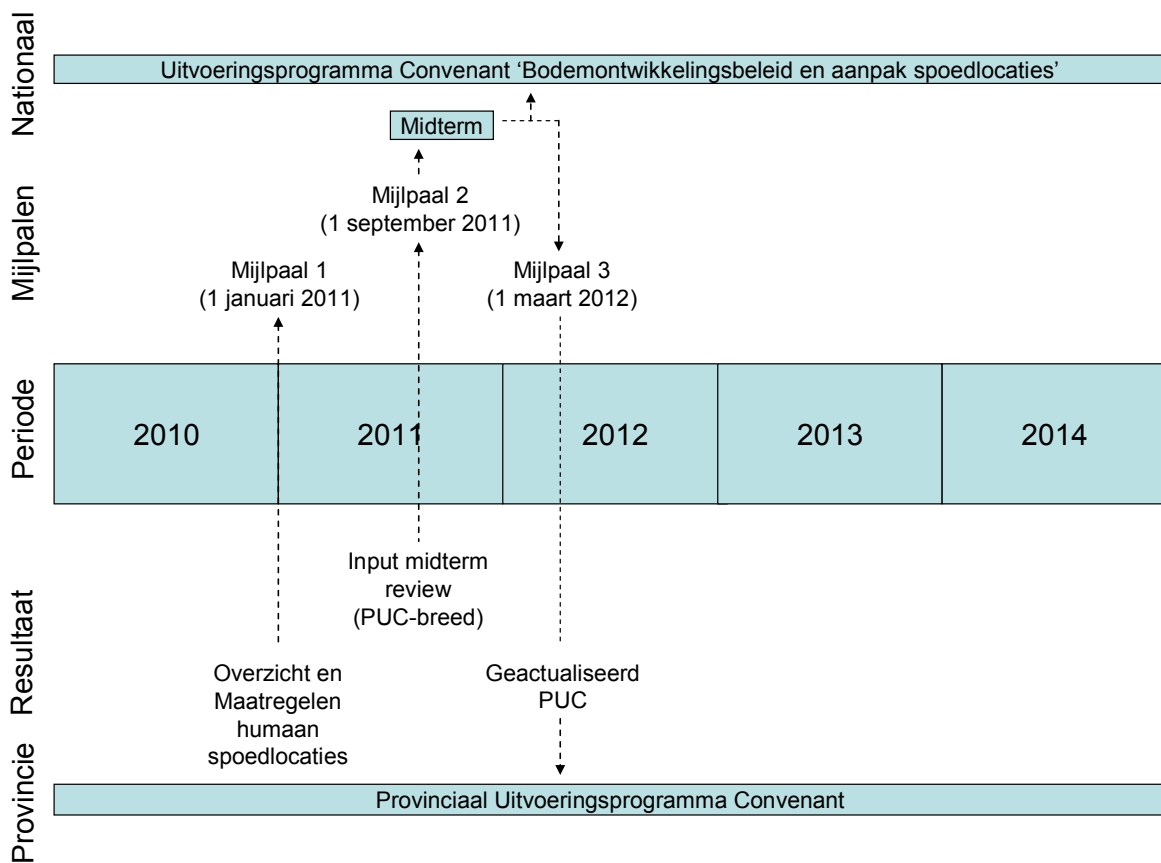 Nationaal
Uitvoeringsprogramma Convenant ‘Bodemontwikkelingsbeleid en aanpak spoedlocaties’
Midterm
Mijlpalen
Mijlpaal 2
(1 september 2011)
Mijlpaal 1
(1 januari 2011)
Mijlpaal 3
(1 maart 2012)
Periode
2010
2011
2012
2013
2014
Resultaat
Input midterm
review
(PUC-breed)
Overzicht en
Maatregelen
humaan
spoedlocaties
Geactualiseerd
PUC
Provincie
Provinciaal Uitvoeringsprogramma Convenant